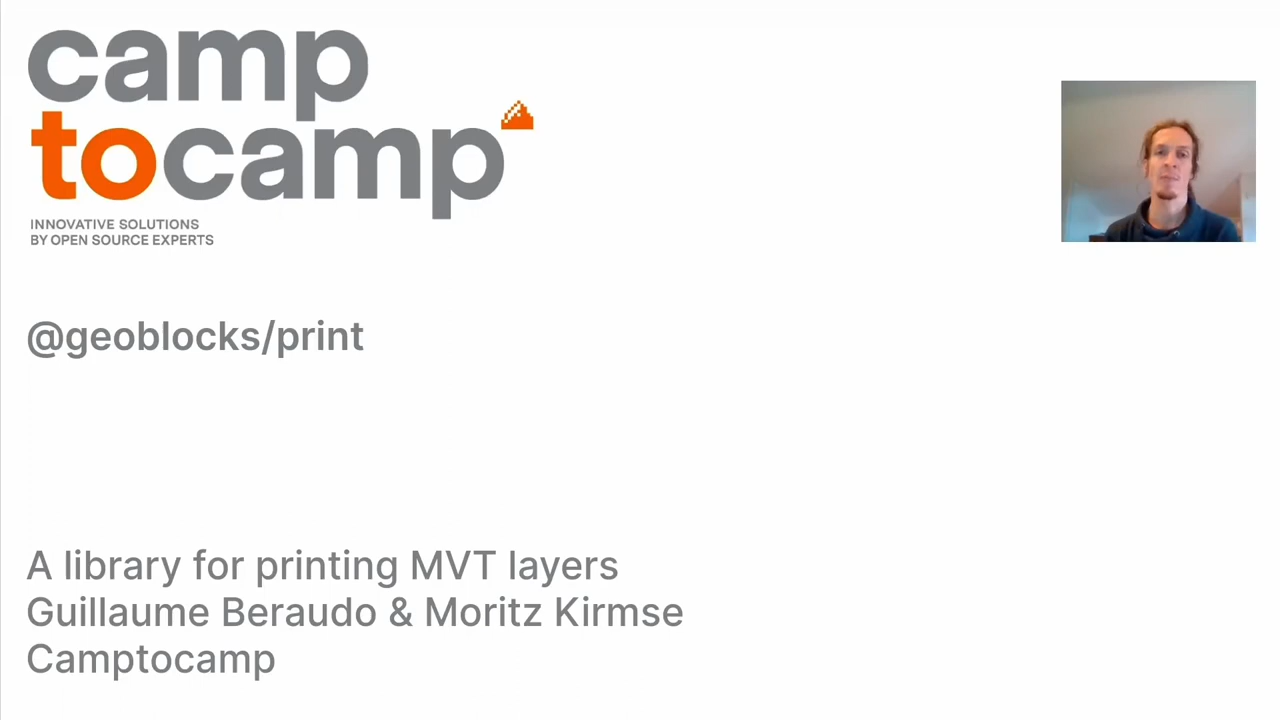 camp
tocamp
INNOVATIVE SOLUTIONS
BY OPEN SOURCE EXPERTS
@geoblocks/print
A library for printing MVT layers
Guillaume Beraudo & Moritz Kirmse
Camptocamp